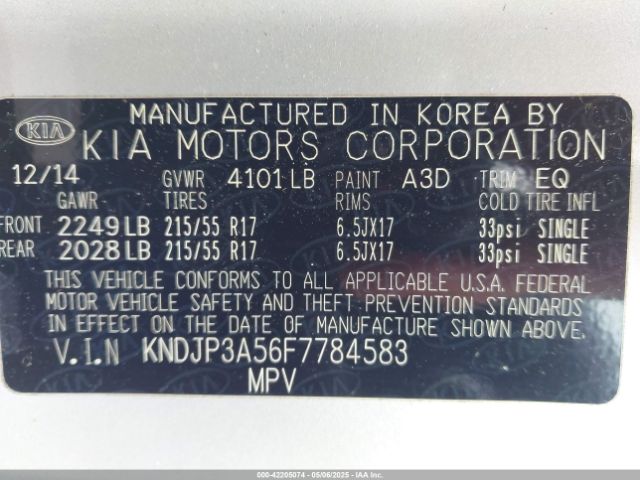 MANUFACTURED IN KOREA BY
KIA KIA MOTORS CORPORATION
12/14 GVWR 4101 LB PAINT A3D TRIM EQ
GAWR TIRES RIMS COLD TIRE INFL
FRONT 2249 LB 215/55 R17 6.5JX17 33psi SINGLE
REAR 2028 LB 215/55 R17 6.5JX17 33psi SINGLE
THIS VEHICLE CONFORMS TO ALL APPLICABLE U.S.A. FEDERAL
MOTOR VEHICLE SAFETY AND THEFT PREVENTION STANDARDS
IN EFFECT ON THE DATE OF MANUFACTURE SHOWN ABOVE.
V.I.N KNDJP3A56F7784583
MPV
000-42205074 - 05/06/2025 - IAA Inc.